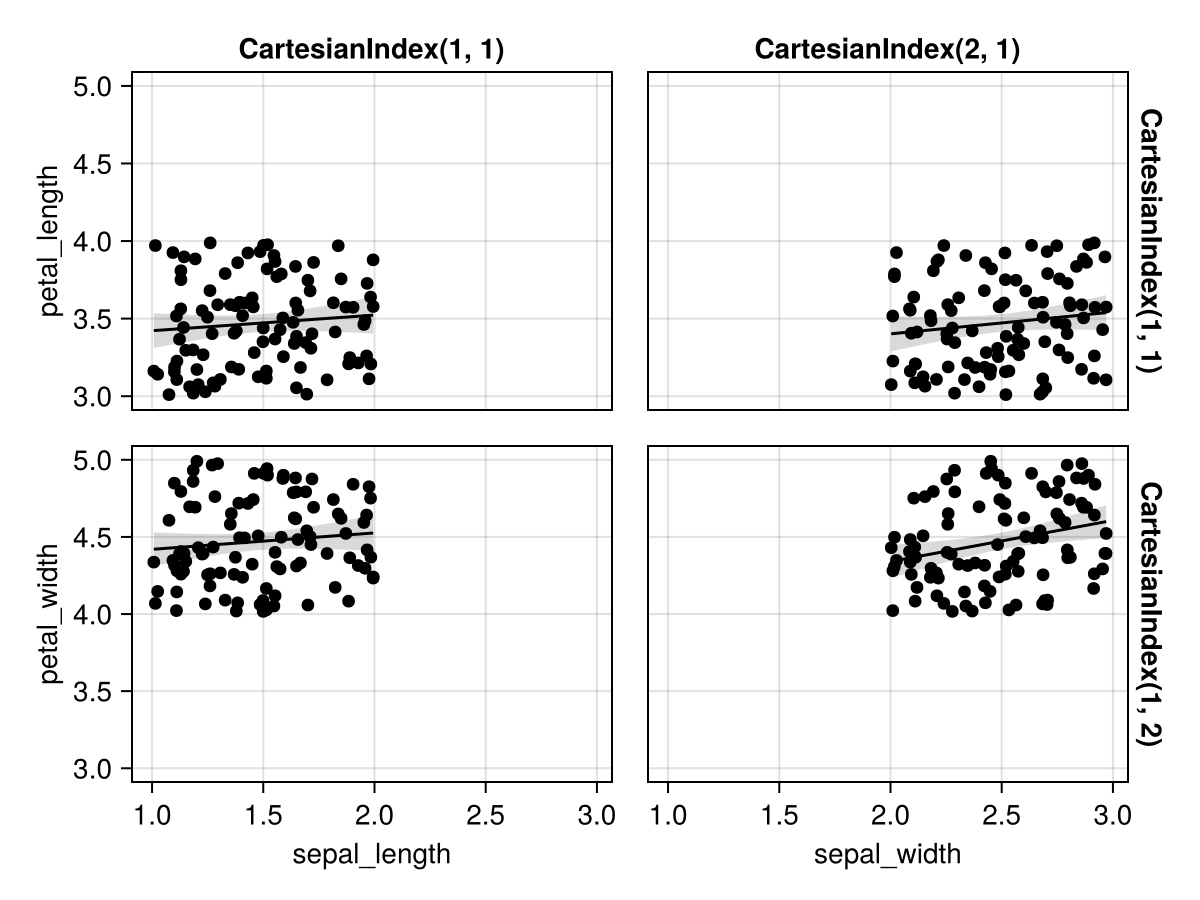 CartesianIndex(1, 1)
CartesianIndex(2, 1)
5.0
4.5
4.0
3.5
3.0
petal_length
CartesianIndex(1, 1)
5.0
4.5
4.0
3.5
3.0
petal_width
CartesianIndex(1, 2)
1.0 1.5 2.0 2.5 3.0
1.0 1.5 2.0 2.5 3.0
sepal_length
sepal_width